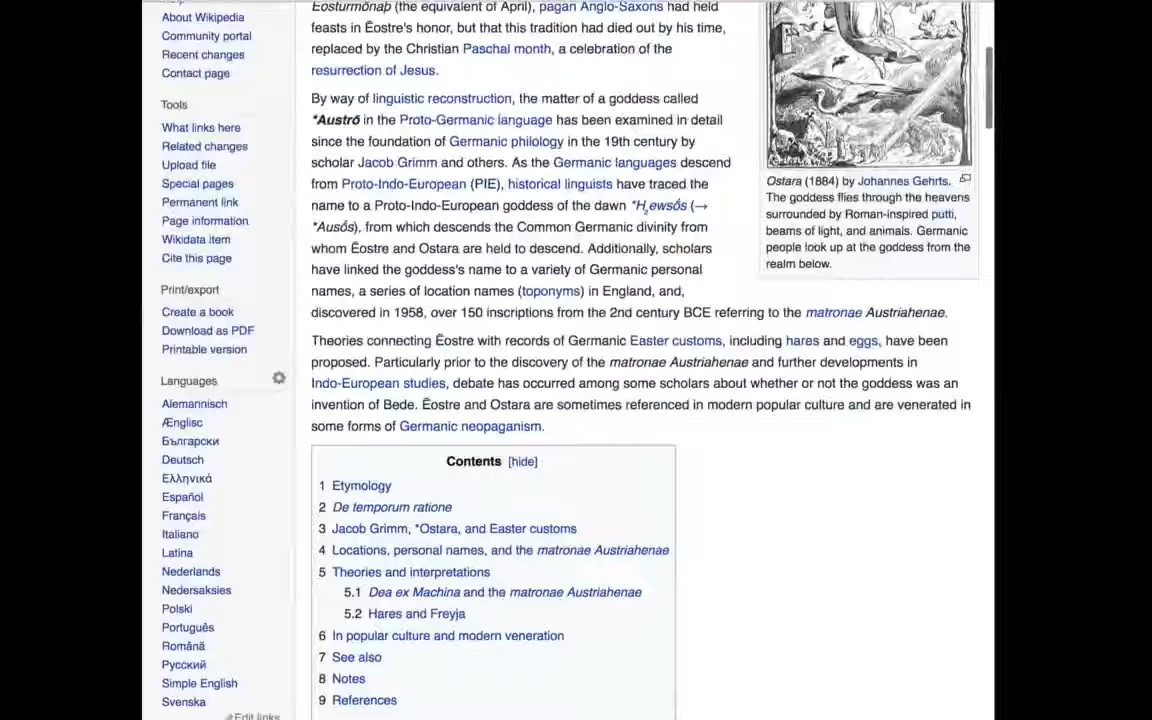 About Wikipedia
Community portal
Recent changes
Contact page
Tools
What links here
Related changes
Upload file
Special pages
Permanent link
Page information
Wikidata item
Cite this page
Print/export
Create a book
Download as PDF
Printable version
Languages
Alemannisch
Ænglisc
Български
Deutsch
Ελληνικά
Español
Français
Italiano
Latina
Nederlands
Nedersaksies
Polski
Português
Română
Русский
Simple English
Svenska
Edit links
Ēosturmōnaþ (the equivalent of April), pagan Anglo-Saxons had held
feasts in Ēostre's honor, but that this tradition had died out by his time,
replaced by the Christian Paschal month, a celebration of the
resurrection of Jesus.
By way of linguistic reconstruction, the matter of a goddess called
*Austrō in the Proto-Germanic language has been examined in detail
since the foundation of Germanic philology in the 19th century by
scholar Jacob Grimm and others. As the Germanic languages descend
from Proto-Indo-European (PIE), historical linguists have traced the
name to a Proto-Indo-European goddess of the dawn *H₂ewsṓs (→
*Ausṓs), from which descends the Common Germanic divinity from
whom Ēostre and Ostara are held to descend. Additionally, scholars
have linked the goddess's name to a variety of Germanic personal
names, a series of location names (toponyms) in England, and,
discovered in 1958, over 150 inscriptions from the 2nd century BCE referring to the matronae Austriahenae.
Theories connecting Ēostre with records of Germanic Easter customs, including hares and eggs, have been
proposed. Particularly prior to the discovery of the matronae Austriahenae and further developments in
Indo-European studies, debate has occurred among some scholars about whether or not the goddess was an
invention of Bede. Ēostre and Ostara are sometimes referenced in modern popular culture and are venerated in
some forms of Germanic neopaganism.
Contents [hide]
1 Etymology
2 De temporum ratione
3 Jacob Grimm, *Ostara, and Easter customs
4 Locations, personal names, and the matronae Austriahenae
5 Theories and interpretations
5.1 Dea ex Machina and the matronae Austriahenae
5.2 Hares and Freyja
6 In popular culture and modern veneration
7 See also
8 Notes
9 References
Ostara (1884) by Johannes Gehrts.
The goddess flies through the heavens
surrounded by Roman-inspired putti,
beams of light, and animals. Germanic
people look up at the goddess from the
realm below.